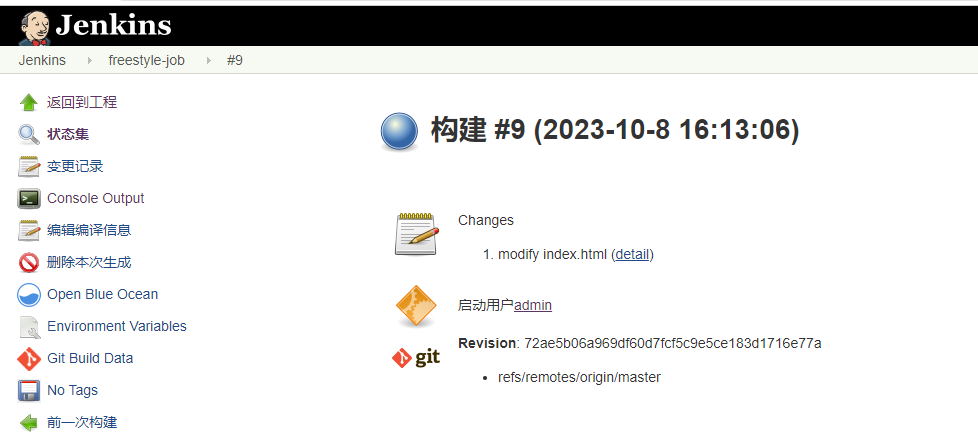 Jenkins
Jenkins freestyle-job #9
返回到工程
状态集
变更记录
Console Output
编辑编译信息
删除本次生成
Open Blue Ocean
Environment Variables
Git Build Data
No Tags
前一次构建
构建 #9 (2023-10-8 16:13:06)
Changes
1. modify index.html (detail)
启动用户admin
git
Revision: 72ae5b06a969df60d7fcf5c9e5ce183d1716e77a
• refs/remotes/origin/master